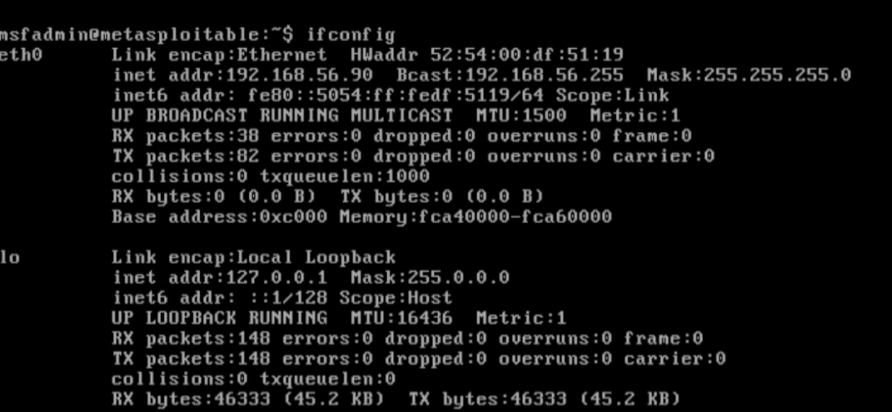 msfadmin@metasploitable:~$ ifconfig
eth0 Link encap:Ethernet HWaddr 52:54:00:df:51:19
inet addr:192.168.56.90 Bcast:192.168.56.255 Mask:255.255.255.0
inet6 addr: fe80::5054:ff:fedf:5119/64 Scope:Link
UP BROADCAST RUNNING MULTICAST MTU:1500 Metric:1
RX packets:38 errors:0 dropped:0 overruns:0 frame:0
TX packets:82 errors:0 dropped:0 overruns:0 carrier:0
collisions:0 txqueuelen:1000
RX bytes:0 (0.0 B) TX bytes:0 (0.0 B)
Base address:0xc000 Memory:fca40000-fca60000
lo Link encap:Local Loopback
inet addr:127.0.0.1 Mask:255.0.0.0
inet6 addr: ::1/128 Scope:Host
UP LOOPBACK RUNNING MTU:16436 Metric:1
RX packets:148 errors:0 dropped:0 overruns:0 frame:0
TX packets:148 errors:0 dropped:0 overruns:0 carrier:0
collisions:0 txqueuelen:0
RX bytes:46333 (45.2 KB) TX bytes:46333 (45.2 KB)